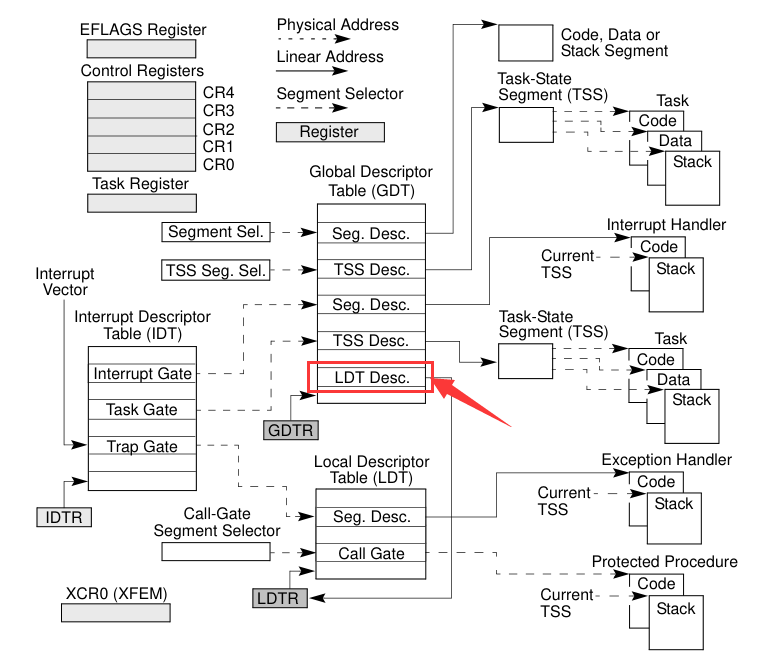 EFLAGS Register
Control Registers
CR4
CR3
CR2
CR1
CR0
Task Register
Physical Address
Linear Address
Segment Selector
Register
Code, Data or
Stack Segment
Task-State
Segment (TSS)
Task
Code
Data
Stack
Global Descriptor
Table (GDT)
Segment Sel.
Seg. Desc.
TSS Seg. Sel.
TSS Desc.
Seg. Desc.
TSS Desc.
LDT Desc.
GDTR
Interrupt Handler
Code
Current
TSS
Stack
Interrupt
Vector
Interrupt Descriptor
Table (IDT)
Interrupt Gate
Task Gate
Trap Gate
IDTR
Task-State
Segment (TSS)
Task
Code
Data
Stack
Local Descriptor
Table (LDT)
Seg. Desc.
Call Gate
Call-Gate
Segment Selector
LDTR
XCR0 (XFEM)
Exception Handler
Code
Current
TSS
Stack
Protected Procedure
Code
Current
TSS
Stack